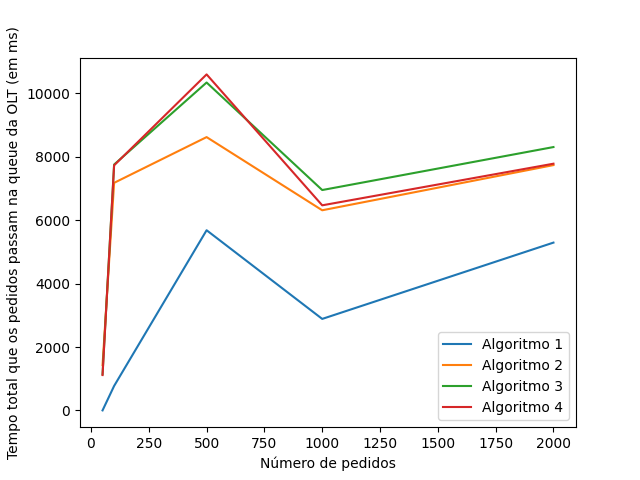 Tempo total que os pedidos passam na queue da OLT (em ms)
10000
8000
6000
4000
2000
0
0 250 500 750 1000 1250 1500 1750 2000
Número de pedidos
Algoritmo 1
Algoritmo 2
Algoritmo 3
Algoritmo 4